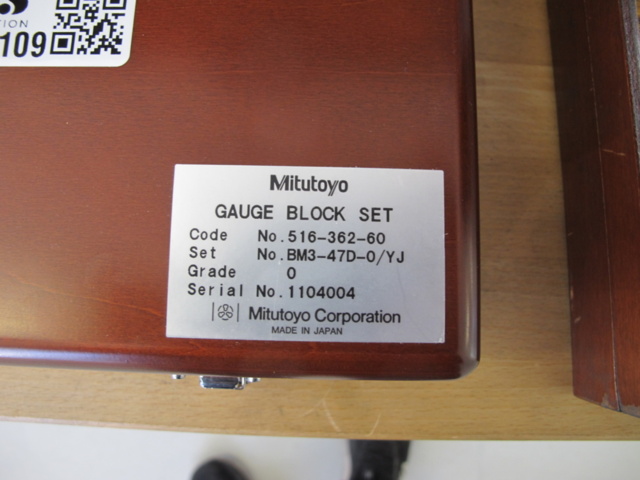 TION
109
Mitutoyo
GAUGE BLOCK SET
Code No.516-362-60
Set No.BM3-47D-0/YJ
Grade 0
Serial No.1104004
Mitutoyo Corporation
MADE IN JAPAN